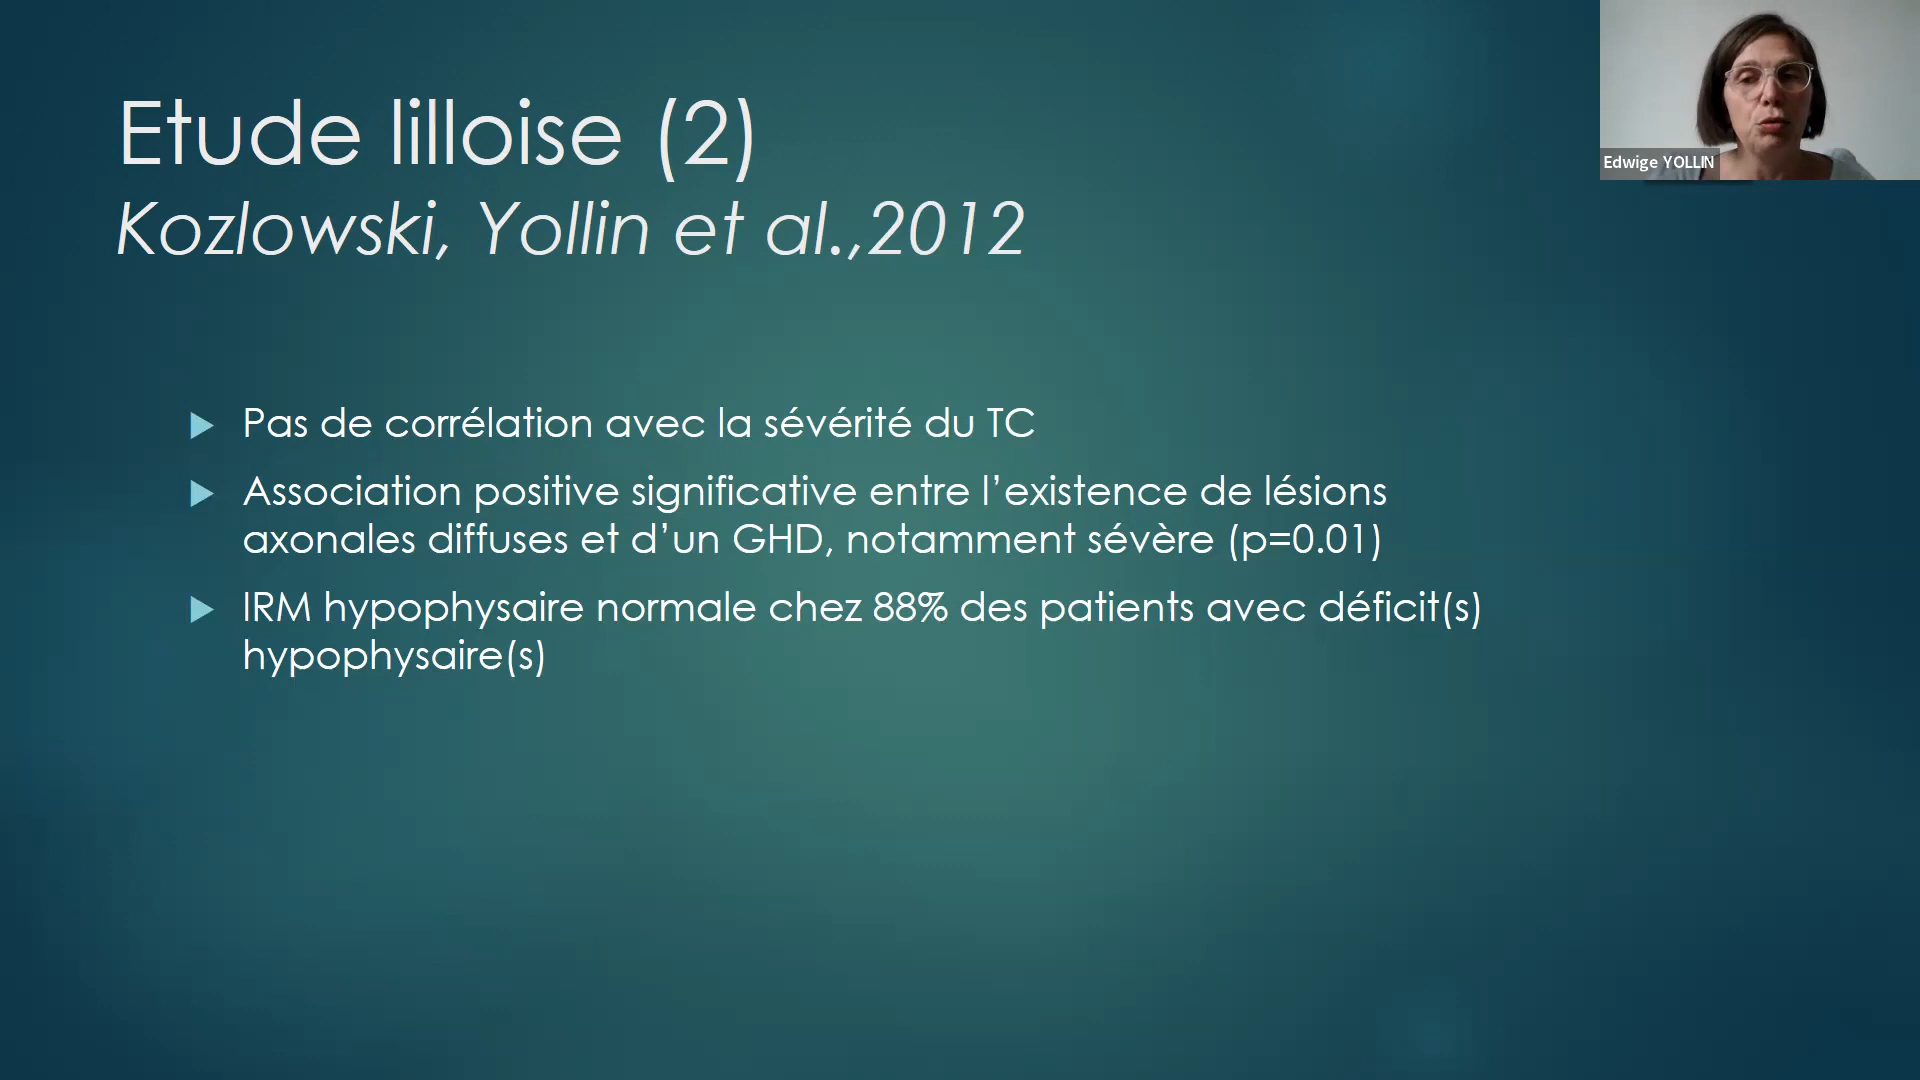 Etude lilloise (2)
Kozlowski, Yollin et al.,2012
Edwige YOLLIN
Pas de corrélation avec la sévérité du TC
Association positive significative entre l’existence de lésions
axonales diffuses et d’un GHD, notamment sévère (p=0.01)
IRM hypophysaire normale chez 88% des patients avec déficit(s)
hypophysaire(s)